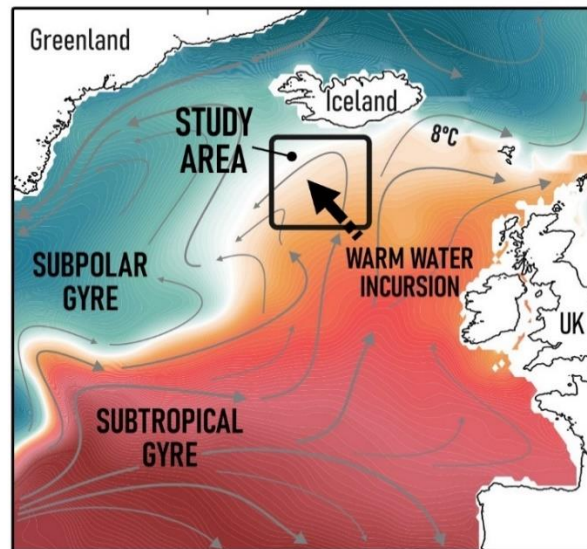 Greenland
Iceland
STUDY
AREA
8°C
SUBPOLAR
GYRE
WARM WATER
INCURSION
UK
SUBTROPICAL
GYRE